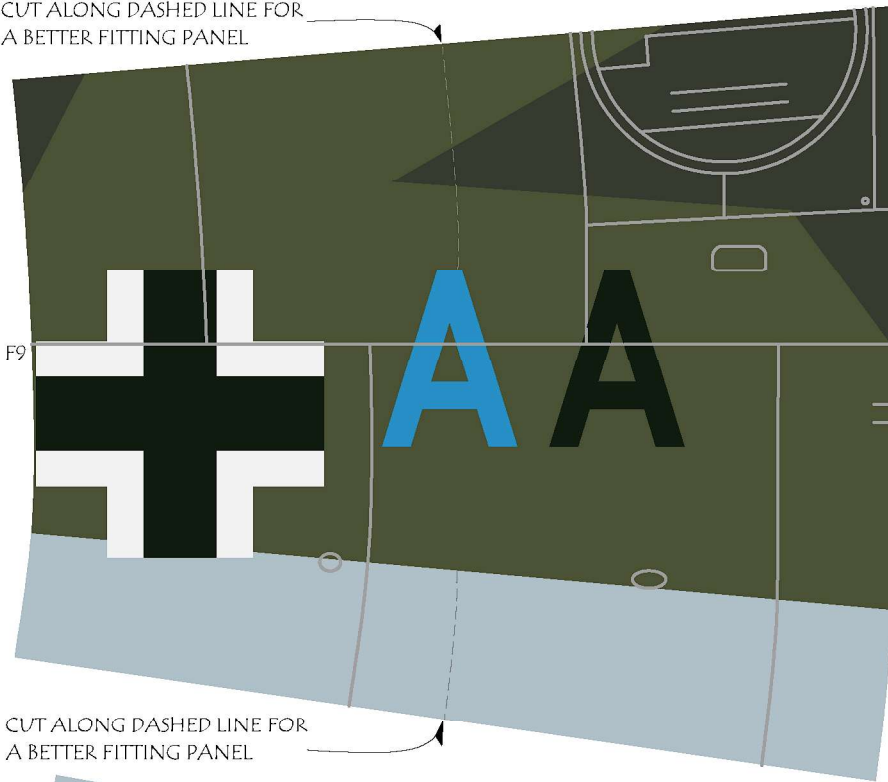 CUT ALONG DASHED LINE FOR
A BETTER FITTING PANEL
F9
A A
CUT ALONG DASHED LINE FOR
A BETTER FITTING PANEL